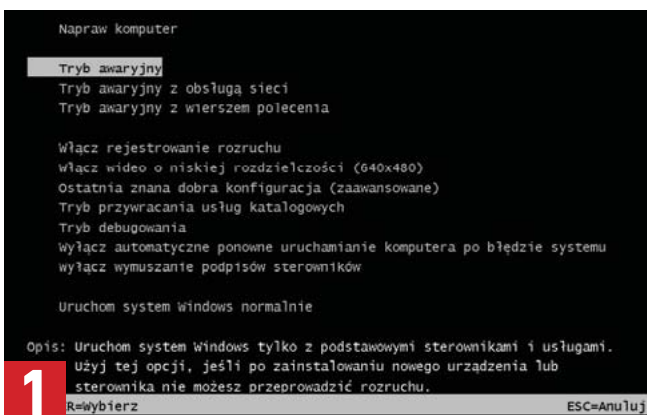 Napraw komputer
Tryb awaryjny
Tryb awaryjny z obsługą sieci
Tryb awaryjny z wierszem polecenia
Włącz rejestrowanie rozruchu
Włącz wideo o niskiej rozdzielczości (640x480)
Ostatnia znana dobra konfiguracja (zaawansowane)
Tryb przywracania usług katalogowych
Tryb debugowania
Wyłącz automatyczne ponowne uruchamianie komputera po błędzie systemu
Wyłącz wymuszanie podpisów sterowników
Uruchom system Windows normalnie
Opis: Uruchom system Windows tylko z podstawowymi sterownikami i usługami.
Użyj tej opcji, jeśli po zainstalowaniu nowego urządzenia lub
sterownika nie możesz przeprowadzić rozruchu.
1
R=Wybierz ESC=Anuluj